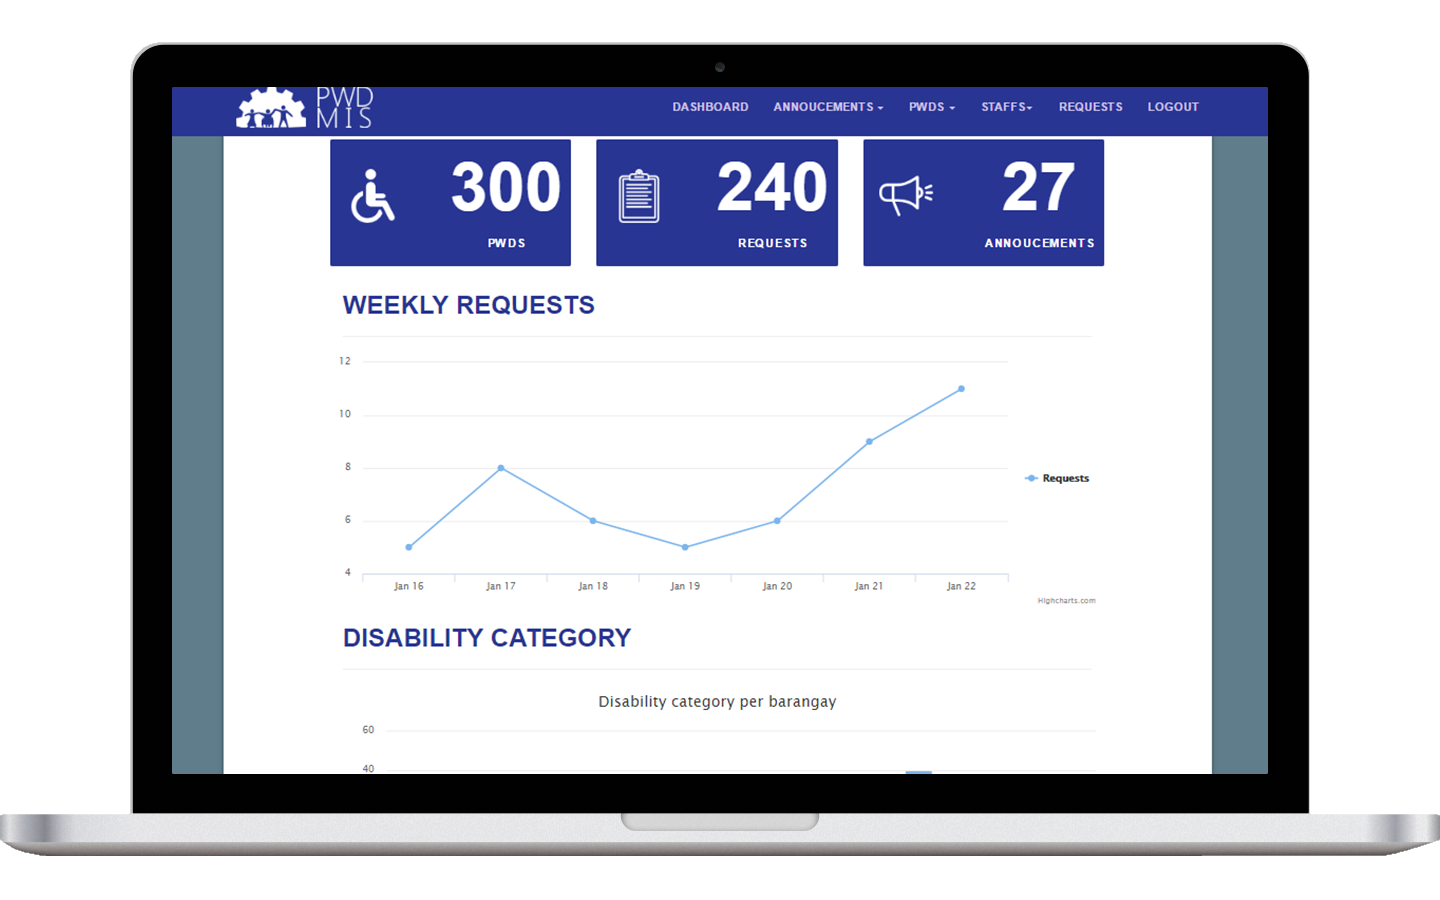 PWD
MIS
DASHBOARD ANNOUCEMENTS PWDS STAFFS REQUESTS LOGOUT
300
PWDS
240
REQUESTS
27
ANNOUCEMENTS
WEEKLY REQUESTS
12
10
8
6
4
Jan 16 Jan 17 Jan 18 Jan 19 Jan 20 Jan 21 Jan 22
Requests
Highcharts.com
DISABILITY CATEGORY
Disability category per barangay
60
40